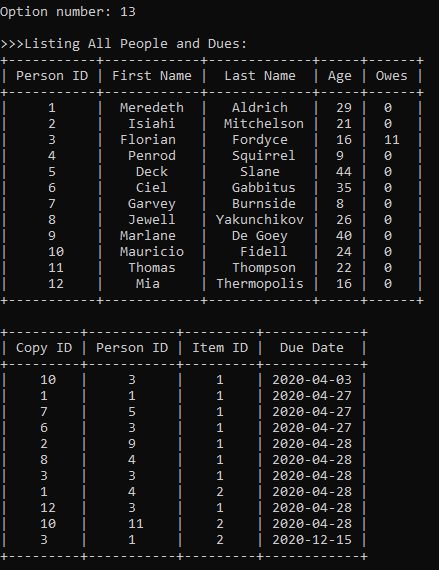 Option number: 13
>>>Listing All People and Dues:
+-----------+------------+-------------+-----+------+
| Person ID | First Name | Last Name | Age | Owes |
+-----------+------------+-------------+-----+------+
| 1 | Meredeth | Aldrich | 29 | 0 |
| 2 | Isiahi | Mitchelson | 21 | 0 |
| 3 | Florian | Fordyce | 16 | 11 |
| 4 | Penrod | Squirrel | 9 | 0 |
| 5 | Deck | Slane | 44 | 0 |
| 6 | Ciel | Gabbitus | 35 | 0 |
| 7 | Garvey | Burnside | 8 | 0 |
| 8 | Jewell | Yakunchikov | 26 | 0 |
| 9 | Marlane | De Goey | 40 | 0 |
| 10 | Mauricio | Fidell | 24 | 0 |
| 11 | Thomas | Thompson | 22 | 0 |
| 12 | Mia | Thermopolis | 16 | 0 |
+-----------+------------+-------------+-----+------+
+---------+-----------+---------+------------+
| Copy ID | Person ID | Item ID | Due Date |
+---------+-----------+---------+------------+
| 10 | 3 | 1 | 2020-04-03 |
| 1 | 1 | 1 | 2020-04-27 |
| 7 | 5 | 1 | 2020-04-27 |
| 6 | 3 | 1 | 2020-04-27 |
| 2 | 9 | 1 | 2020-04-28 |
| 8 | 4 | 1 | 2020-04-28 |
| 3 | 3 | 1 | 2020-04-28 |
| 1 | 4 | 2 | 2020-04-28 |
| 12 | 3 | 1 | 2020-04-28 |
| 10 | 11 | 2 | 2020-04-28 |
| 3 | 1 | 2 | 2020-12-15 |
+---------+-----------+---------+------------+